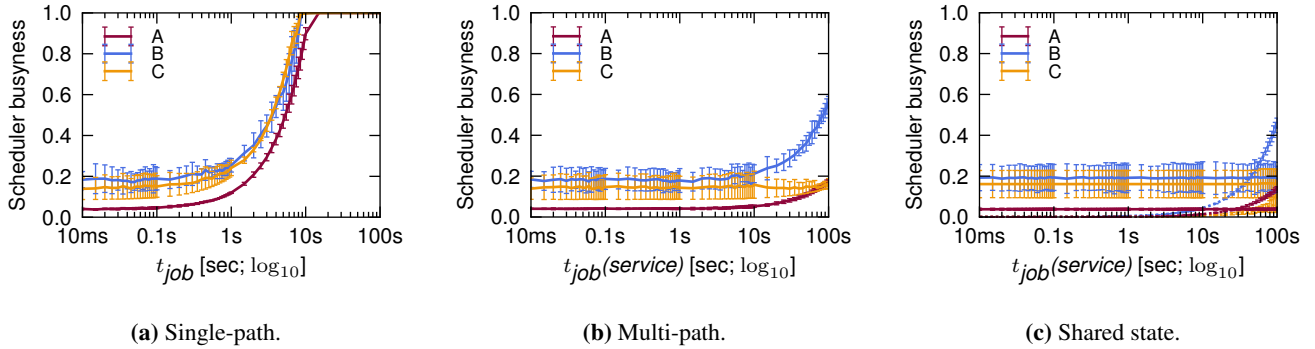 Scheduler busyness
1.0
0.8
0.6
0.4
0.2
0.0
A
B
C
10ms 0.1s 1s 10s 100s
t_job [sec; log₁₀]
(a) Single-path.
Scheduler busyness
1.0
0.8
0.6
0.4
0.2
0.0
A
B
C
10ms 0.1s 1s 10s 100s
t_job(service) [sec; log₁₀]
(b) Multi-path.
Scheduler busyness
1.0
0.8
0.6
0.4
0.2
0.0
A
B
C
10ms 0.1s 1s 10s 100s
t_job(service) [sec; log₁₀]
(c) Shared state.